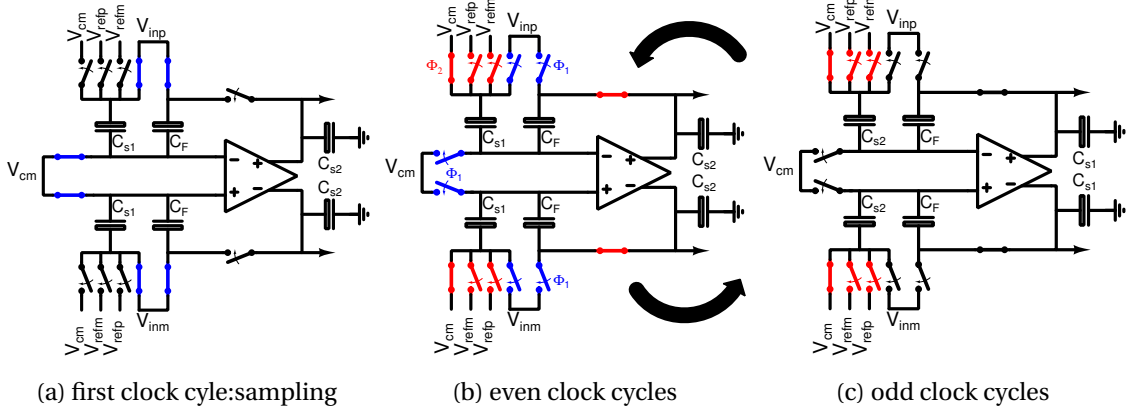 Vcm
Vrefp
Vrefm
Vinp
Cs1
CF
Cs2
Vcm
Cs2
Cs1
CF
Vinm
Vcm
Vrefm
Vrefp
(a) first clock cyle:sampling
Vcm
Vrefp
Vrefm
Vinp
Φ2
Φ1
Cs1
CF
Cs2
Vcm
Φ1
Cs2
Cs1
CF
Φ1
Vinm
Vcm
Vrefm
Vrefp
(b) even clock cycles
Vcm
Vrefp
Vrefm
Vinp
Cs2
CF
Cs1
Vcm
Cs1
Cs2
CF
Vinm
Vcm
Vrefm
Vrefp
(c) odd clock cycles